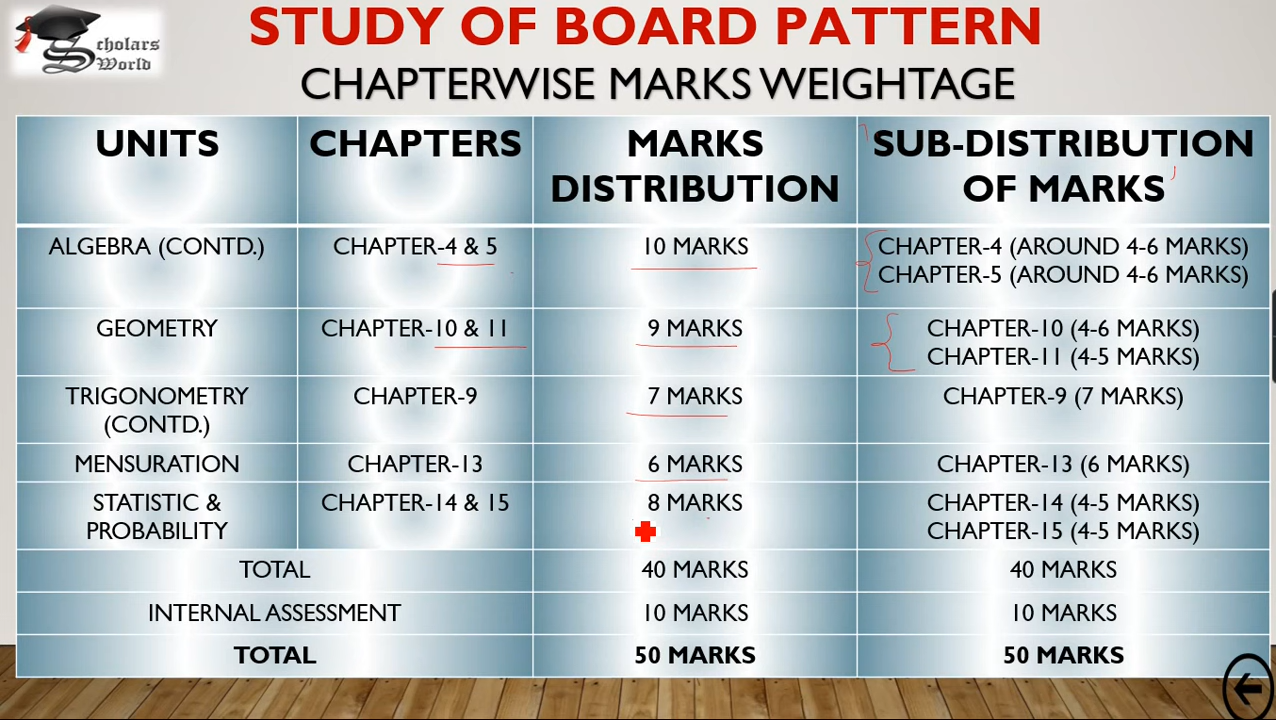 Scholars
World
STUDY OF BOARD PATTERN
CHAPTERWISE MARKS WEIGHTAGE
UNITS
CHAPTERS
MARKS
DISTRIBUTION
SUB-DISTRIBUTION
OF MARKS
ALGEBRA (CONTD.)
CHAPTER-4 & 5
10 MARKS
CHAPTER-4 (AROUND 4-6 MARKS)
CHAPTER-5 (AROUND 4-6 MARKS)
GEOMETRY
CHAPTER-10 & 11
9 MARKS
CHAPTER-10 (4-6 MARKS)
CHAPTER-11 (4-5 MARKS)
TRIGONOMETRY
(CONTD.)
CHAPTER-9
7 MARKS
CHAPTER-9 (7 MARKS)
MENSURATION
CHAPTER-13
6 MARKS
CHAPTER-13 (6 MARKS)
STATISTIC &
PROBABILITY
CHAPTER-14 & 15
8 MARKS
CHAPTER-14 (4-5 MARKS)
CHAPTER-15 (4-5 MARKS)
TOTAL
40 MARKS
40 MARKS
INTERNAL ASSESSMENT
10 MARKS
10 MARKS
TOTAL
50 MARKS
50 MARKS